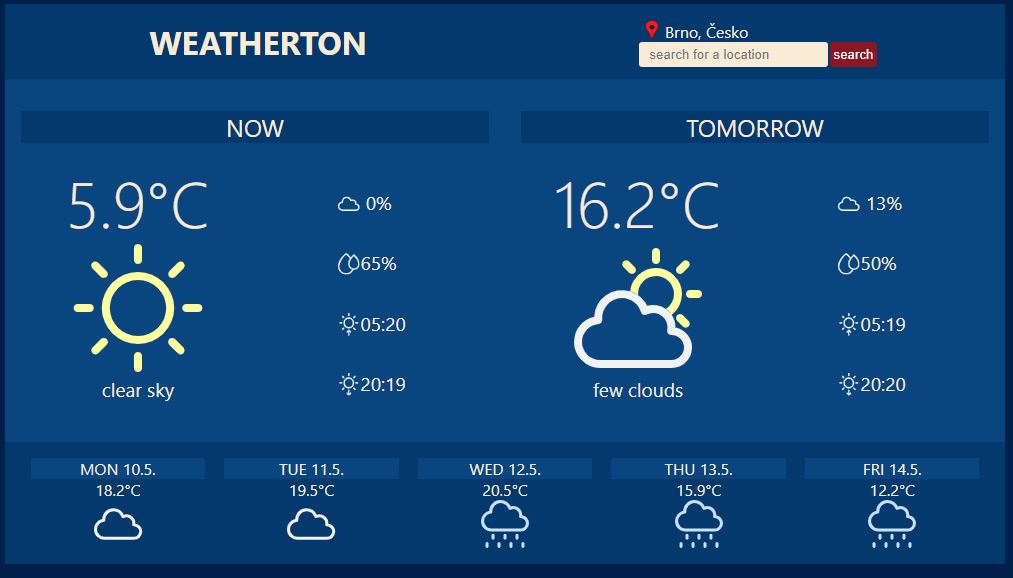 WEATHERTON
Brno, Česko
search for a location
search
NOW
5.9°C
clear sky
0%
65%
05:20
20:19
TOMORROW
16.2°C
few clouds
13%
50%
05:19
20:20
MON 10.5.
18.2°C
TUE 11.5.
19.5°C
WED 12.5.
20.5°C
THU 13.5.
15.9°C
FRI 14.5.
12.2°C